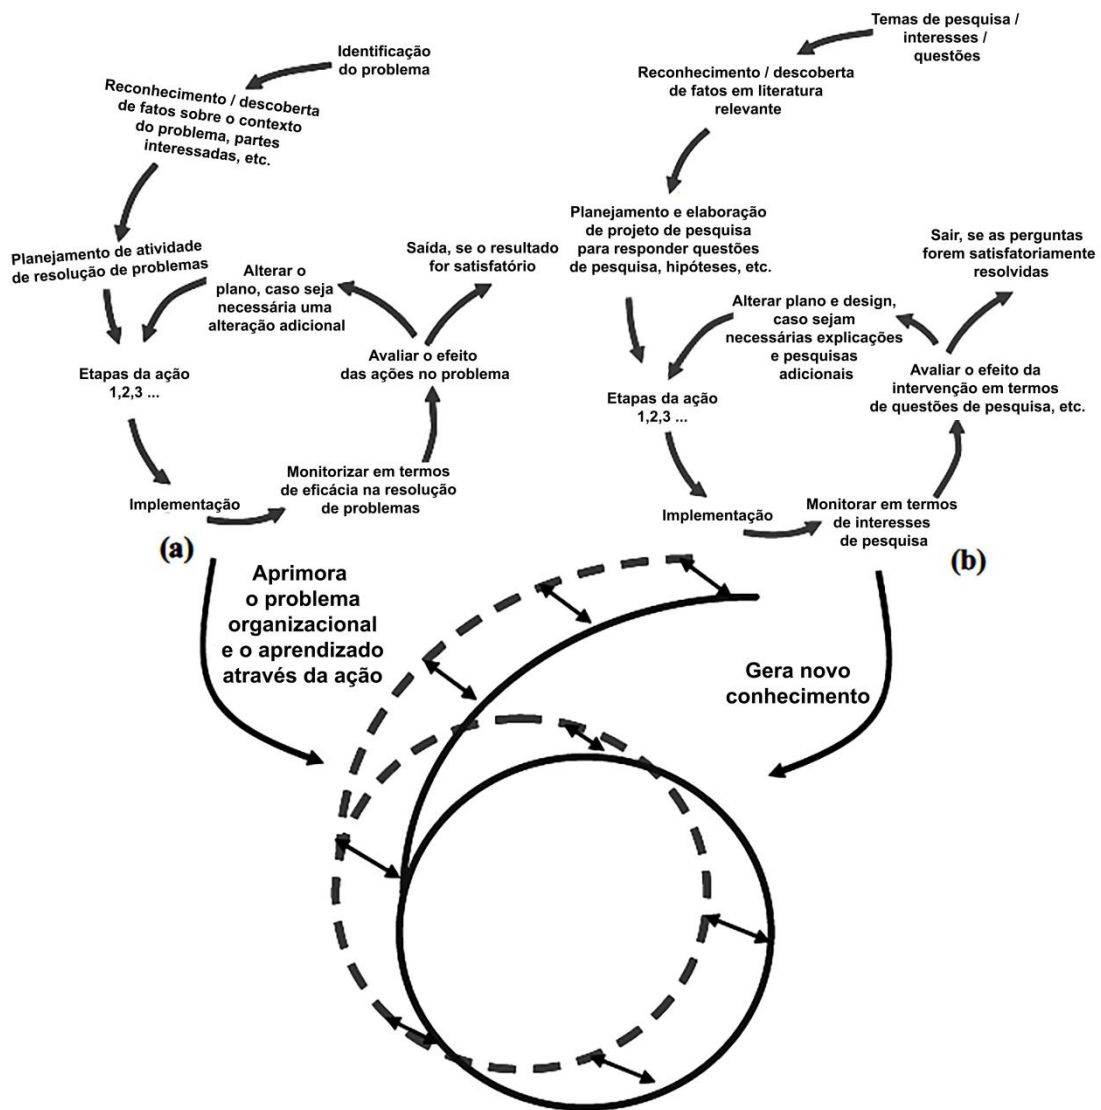 Identificação
do problema
Reconhecimento / descoberta
de fatos sobre o contexto
do problema, partes
interessadas, etc.
Planejamento de atividade
de resolução de problemas
Alterar o
plano, caso seja
necessária uma
alteração adicional
Saída, se o resultado
for satisfatório
Avaliar o efeito
das ações no problema
Etapas da ação
1,2,3 ...
Monitorizar em termos
de eficácia na resolução
de problemas
Implementação
(a)
Temas de pesquisa /
interesses /
questões
Reconhecimento / descoberta
de fatos em literatura
relevante
Planejamento e elaboração
de projeto de pesquisa
para responder questões
de pesquisa, hipóteses, etc.
Sair, se as perguntas
forem satisfatoriamente
resolvidas
Alterar plano e design,
caso sejam
necessárias explicações
e pesquisas
adicionais
Avaliar o efeito da
intervenção em termos
de questões de pesquisa, etc.
Etapas da ação
1,2,3 ...
Implementação
Monitorar em termos
de interesses
de pesquisa
(b)
Aprimora
o problema
organizacional
e o aprendizado
através da ação
Gera novo
conhecimento